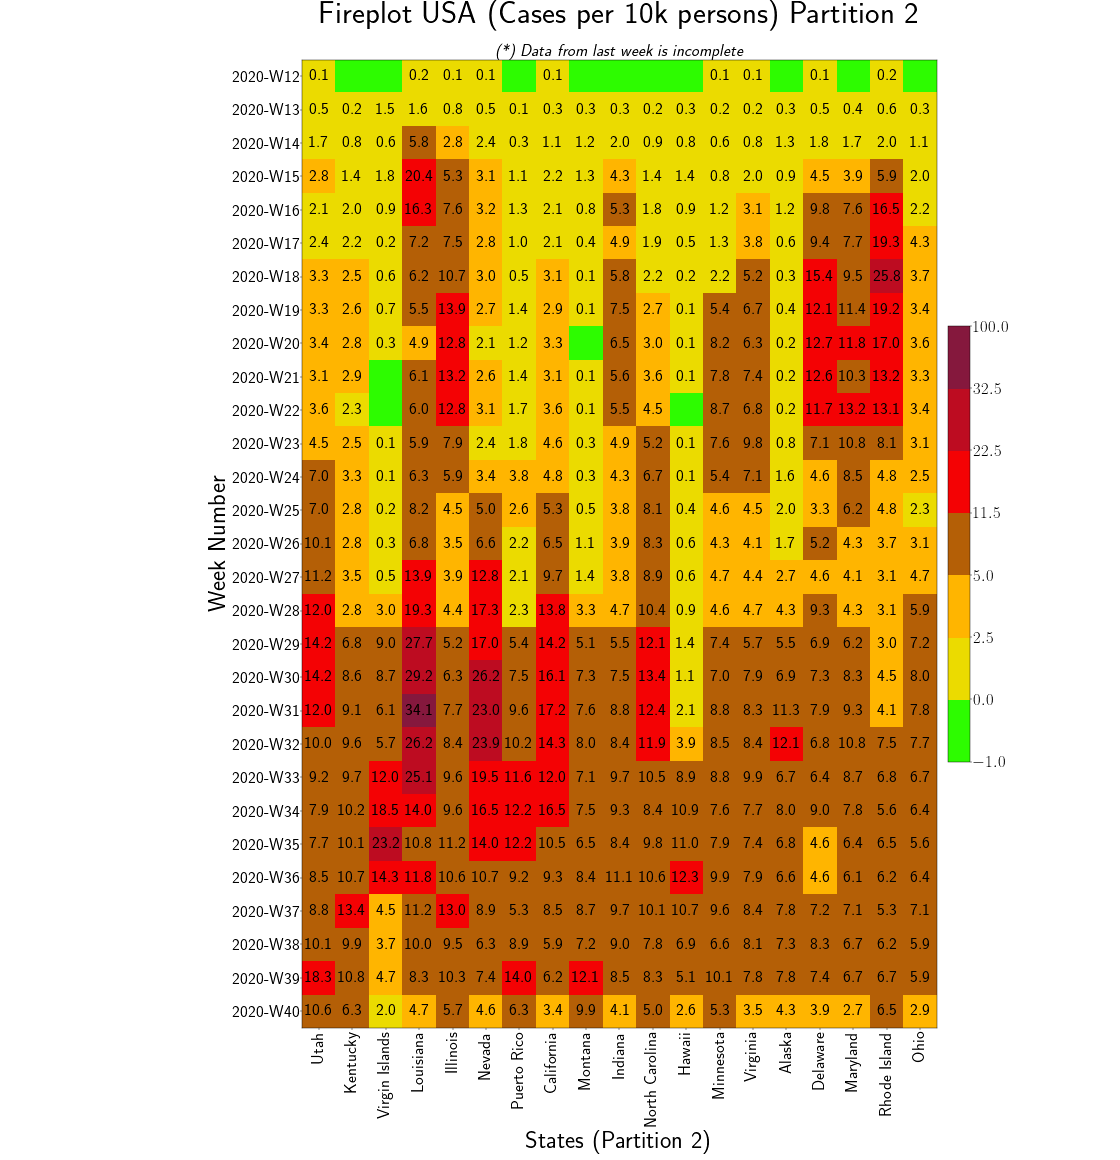 Fireplot USA (Cases per 10k persons) Partition 2
(*) Data from last week is incomplete
2020-W12 0.1 0.2 0.1 0.1 0.1 0.1 0.1 0.1 0.2
2020-W13 0.5 0.2 1.5 1.6 0.8 0.5 0.1 0.3 0.3 0.3 0.2 0.3 0.2 0.2 0.3 0.5 0.4 0.6 0.3
2020-W14 1.7 0.8 0.6 5.8 2.8 2.4 0.3 1.1 1.2 2.0 0.9 0.8 0.6 0.8 1.3 1.8 1.7 2.0 1.1
2020-W15 2.8 1.4 1.8 20.4 5.3 3.1 1.1 2.2 1.3 4.3 1.4 1.4 0.8 2.0 0.9 4.5 3.9 5.9 2.0
2020-W16 2.1 2.0 0.9 16.3 7.6 3.2 1.3 2.1 0.8 5.3 1.8 0.9 1.2 3.1 1.2 9.8 7.6 16.5 2.2
2020-W17 2.4 2.2 0.2 7.2 7.5 2.8 1.0 2.1 0.4 4.9 1.9 0.5 1.3 3.8 0.6 9.4 7.7 19.3 4.3
2020-W18 3.3 2.5 0.6 6.2 10.7 3.0 0.5 3.1 0.1 5.8 2.2 0.2 2.2 5.2 0.3 15.4 9.5 25.8 3.7
2020-W19 3.3 2.6 0.7 5.5 13.9 2.7 1.4 2.9 0.1 7.5 2.7 0.1 5.4 6.7 0.4 12.1 11.4 19.2 3.4
2020-W20 3.4 2.8 0.3 4.9 12.8 2.1 1.2 3.3 6.5 3.0 0.1 8.2 6.3 0.2 12.7 11.8 17.0 3.6
2020-W21 3.1 2.9 6.1 13.2 2.6 1.4 3.1 0.1 5.6 3.6 0.1 7.8 7.4 0.2 12.6 10.3 13.2 3.3
2020-W22 3.6 2.3 6.0 12.8 3.1 1.7 3.6 0.1 5.5 4.5 8.7 6.8 0.2 11.7 13.2 13.1 3.4
2020-W23 4.5 2.5 0.1 5.9 7.9 2.4 1.8 4.6 0.3 4.9 5.2 0.1 7.6 9.8 0.8 7.1 10.8 8.1 3.1
2020-W24 7.0 3.3 0.1 6.3 5.9 3.4 3.8 4.8 0.3 4.3 6.7 0.1 5.4 7.1 1.6 4.6 8.5 4.8 2.5
2020-W25 7.0 2.8 0.2 8.2 4.5 5.0 2.6 5.3 0.5 3.8 8.1 0.4 4.6 4.5 2.0 3.3 6.2 4.8 2.3
2020-W26 10.1 2.8 0.3 6.8 3.5 6.6 2.2 6.5 1.1 3.9 8.3 0.6 4.3 4.1 1.7 5.2 4.3 3.7 3.1
2020-W27 11.2 3.5 0.5 13.9 3.9 12.8 2.1 9.7 1.4 3.8 8.9 0.6 4.7 4.4 2.7 4.6 4.1 3.1 4.7
2020-W28 12.0 2.8 3.0 19.3 4.4 17.3 2.3 13.8 3.3 4.7 10.4 0.9 4.6 4.7 4.3 9.3 4.3 3.1 5.9
2020-W29 14.2 6.8 9.0 27.7 5.2 17.0 5.4 14.2 5.1 5.5 12.1 1.4 7.4 5.7 5.5 6.9 6.2 3.0 7.2
2020-W30 14.2 8.6 8.7 29.2 6.3 26.2 7.5 16.1 7.3 7.5 13.4 1.1 7.0 7.9 6.9 7.3 8.3 4.5 8.0
2020-W31 12.0 9.1 6.1 34.1 7.7 23.0 9.6 17.2 7.6 8.8 12.4 2.1 8.8 8.3 11.3 7.9 9.3 4.1 7.8
2020-W32 10.0 9.6 5.7 26.2 8.4 23.9 10.2 14.3 8.0 8.4 11.9 3.9 8.5 8.4 12.1 6.8 10.8 7.5 7.7
2020-W33 9.2 9.7 12.0 25.1 9.6 19.5 11.6 12.0 7.1 9.7 10.5 8.9 8.8 9.9 6.7 6.4 8.7 6.8 6.7
2020-W34 7.9 10.2 18.5 14.0 9.6 16.5 12.2 16.5 7.5 9.3 8.4 10.9 7.6 7.7 8.0 9.0 7.8 5.6 6.4
2020-W35 7.7 10.1 23.2 10.8 11.2 14.0 12.2 10.5 6.5 8.4 9.8 11.0 7.9 7.4 6.8 4.6 6.4 6.5 5.6
2020-W36 8.5 10.7 14.3 11.8 10.6 10.7 9.2 9.3 8.4 11.1 10.6 12.3 9.9 7.9 6.6 4.6 6.1 6.2 6.4
2020-W37 8.8 13.4 4.5 11.2 13.0 8.9 5.3 8.5 8.7 9.7 10.1 10.7 9.6 8.4 7.8 7.2 7.1 5.3 7.1
2020-W38 10.1 9.9 3.7 10.0 9.5 6.3 8.9 5.9 7.2 9.0 7.8 6.9 6.6 8.1 7.3 8.3 6.7 6.2 5.9
2020-W39 18.3 10.8 4.7 8.3 10.3 7.4 14.0 6.2 12.1 8.5 8.3 5.1 10.1 7.8 7.8 7.4 6.7 6.7 5.9
2020-W40 10.6 6.3 2.0 4.7 5.7 4.6 6.3 3.4 9.9 4.1 5.0 2.6 5.3 3.5 4.3 3.9 2.7 6.5 2.9
Week Number
Utah
Kentucky
Virgin Islands
Louisiana
Illinois
Nevada
Puerto Rico
California
Montana
Indiana
North Carolina
Hawaii
Minnesota
Virginia
Alaska
Delaware
Maryland
Rhode Island
Ohio
States (Partition 2)
100.0
32.5
22.5
11.5
5.0
2.5
0.0
−1.0